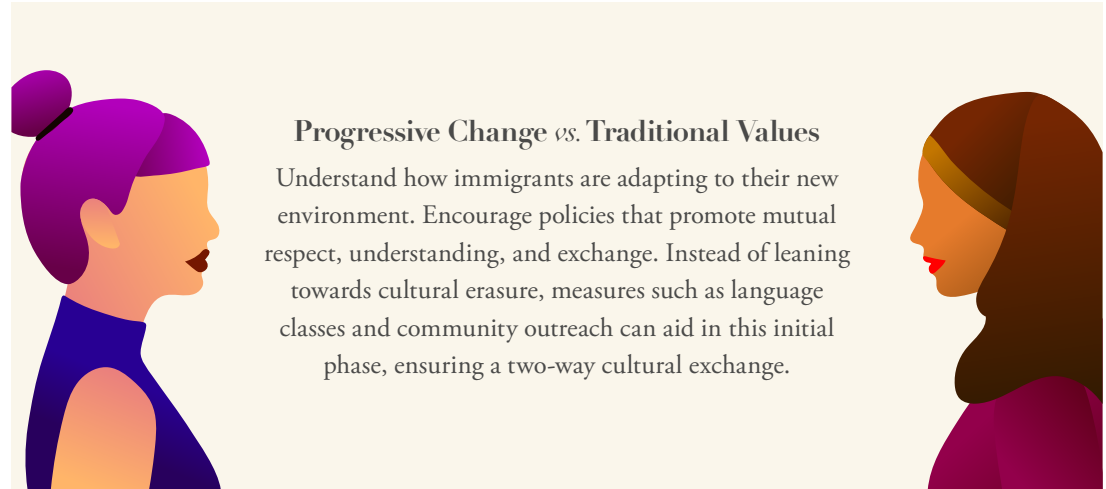 Progressive Change vs. Traditional Values
Understand how immigrants are adapting to their new
environment. Encourage policies that promote mutual
respect, understanding, and exchange. Instead of leaning
towards cultural erasure, measures such as language
classes and community outreach can aid in this initial
phase, ensuring a two-way cultural exchange.